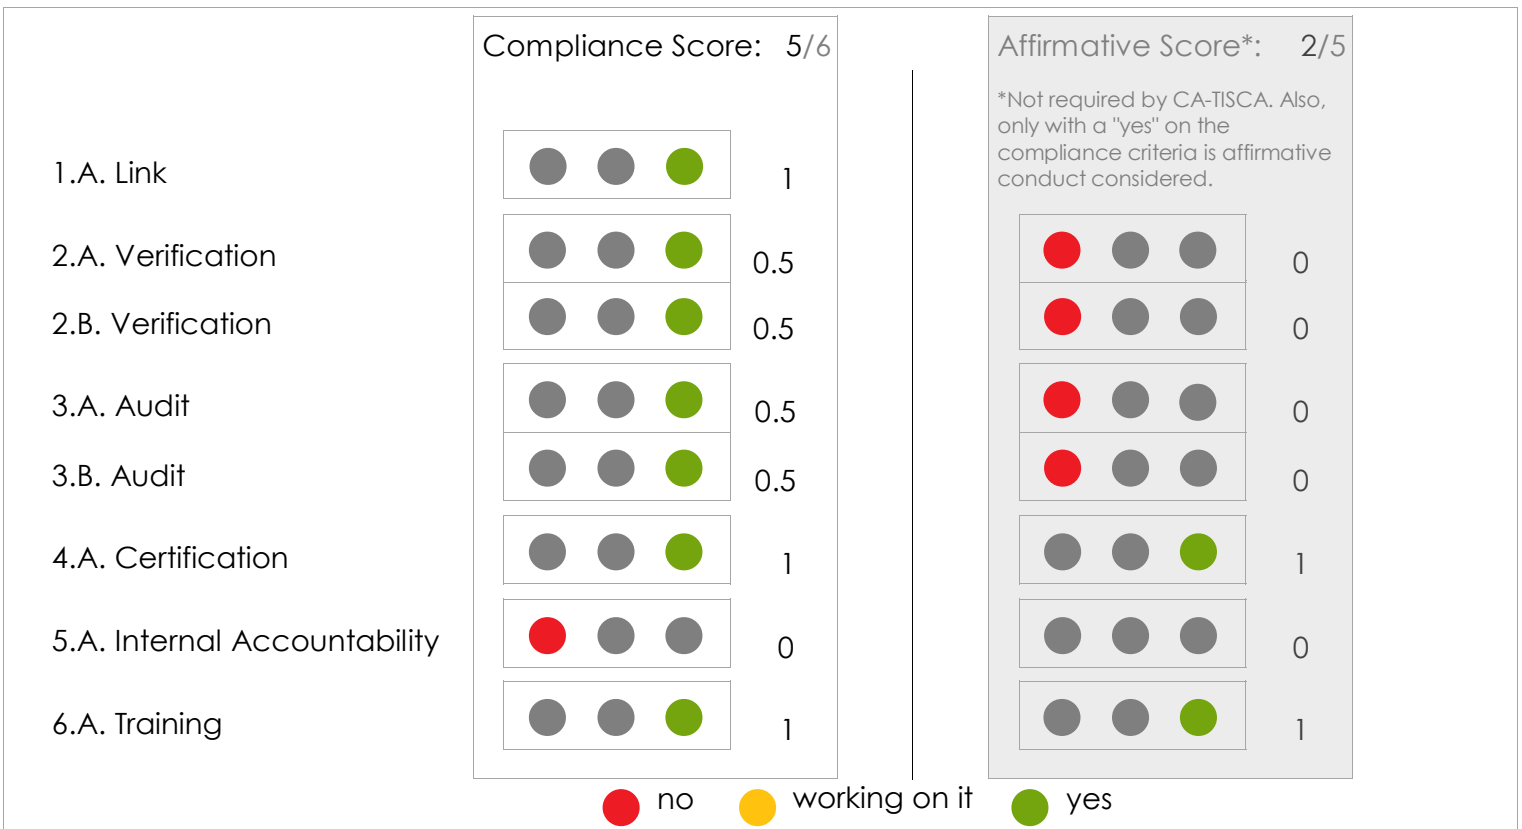 Compliance Score: 5/6
Affirmative Score*: 2/5
*Not required by CA-TISCA. Also,
only with a "yes" on the
compliance criteria is affirmative
conduct considered.
1.A. Link 1
2.A. Verification 0.5 0
2.B. Verification 0.5 0
3.A. Audit 0.5 0
3.B. Audit 0.5 0
4.A. Certification 1 1
5.A. Internal Accountability 0 0
6.A. Training 1 1
no working on it yes